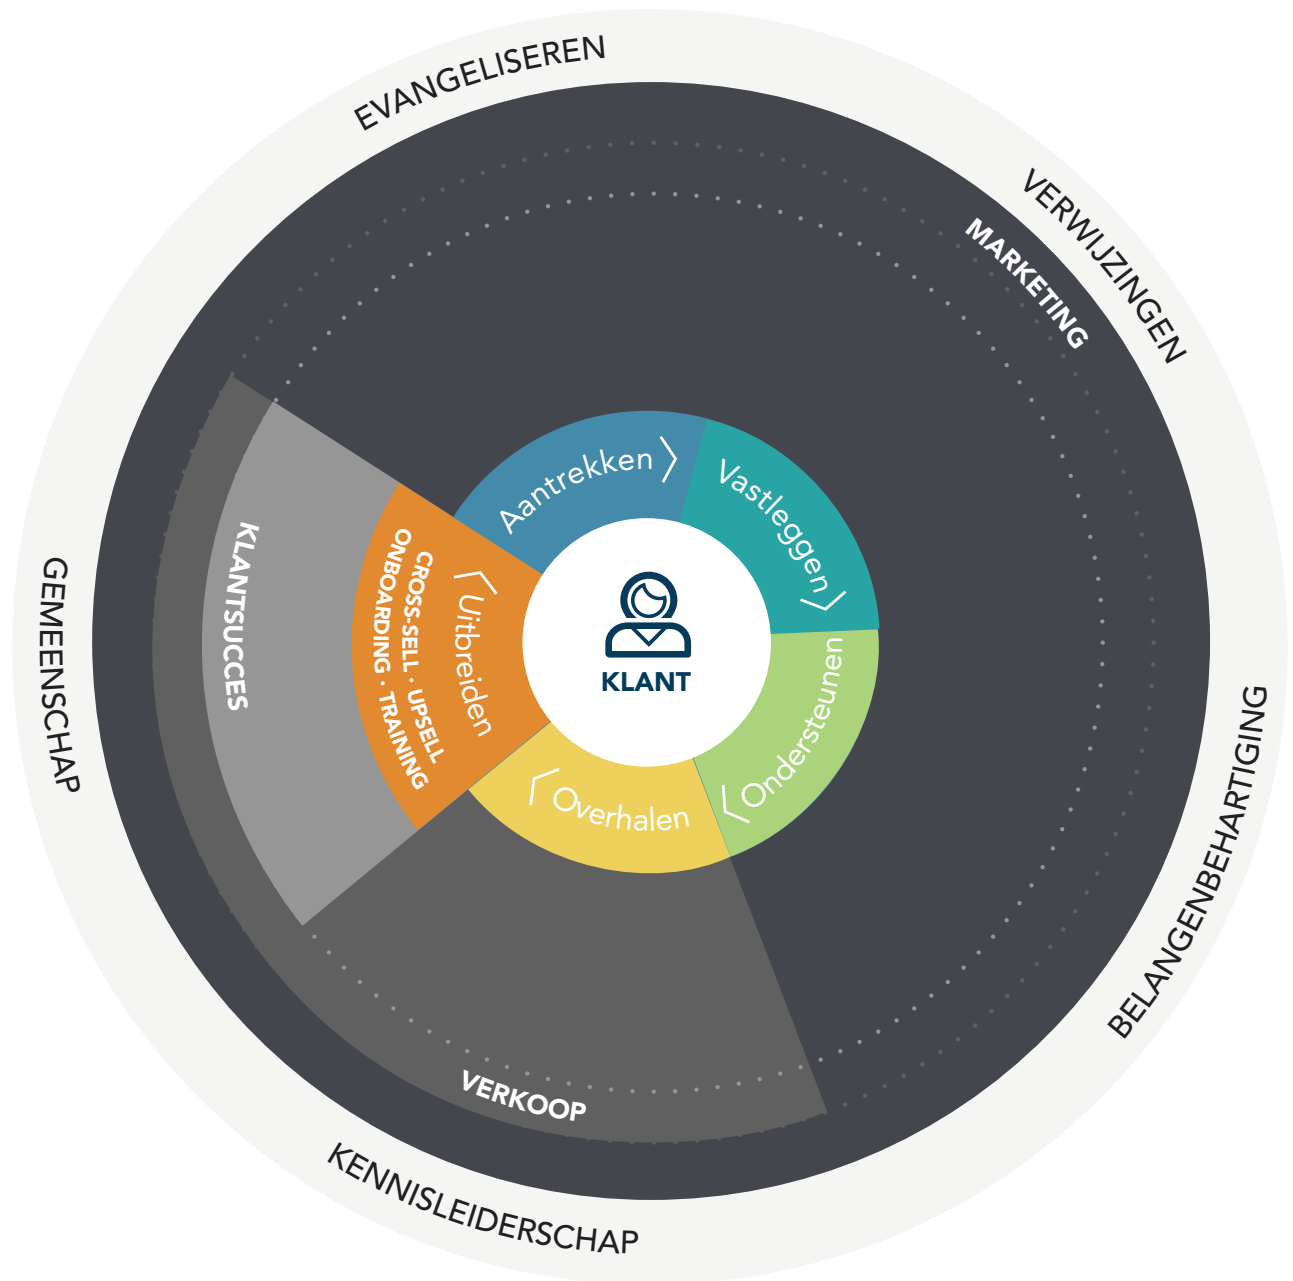 EVANGELISEREN
VERWIJZINGEN
MARKETING
Aantrekken
Vastleggen
KLANTSUCCES
ONBOARDING · TRAINING
CROSS-SELL · UPSELL
Uitbreiden
KLANT
Ondersteunen
Overhalen
GEMEENSCHAP
BELANGENBEHARTIGING
VERKOOP
KENNISLEIDERSCHAP